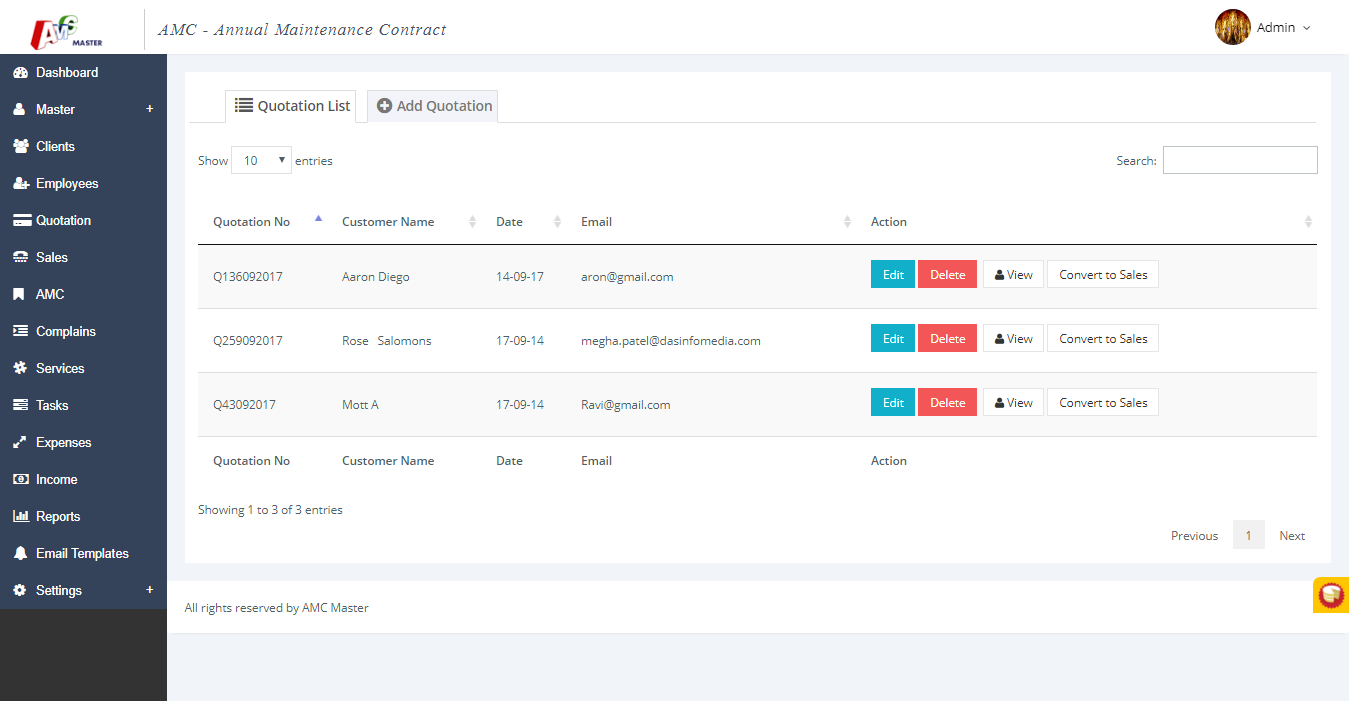 AMC MASTER
AMC - Annual Maintenance Contract
Admin
Dashboard
Master +
Clients
Employees
Quotation
Sales
AMC
Complains
Services
Tasks
Expenses
Income
Reports
Email Templates
Settings +
Quotation List Add Quotation
Show 10 entries Search:
Quotation No Customer Name Date Email Action
Q136092017 Aaron Diego 14-09-17 aron@gmail.com Edit Delete View Convert to Sales
Q259092017 Rose Salomons 17-09-14 megha.patel@dasinfomedia.com Edit Delete View Convert to Sales
Q43092017 Mott A 17-09-14 Ravi@gmail.com Edit Delete View Convert to Sales
Quotation No Customer Name Date Email Action
Showing 1 to 3 of 3 entries
Previous 1 Next
All rights reserved by AMC Master